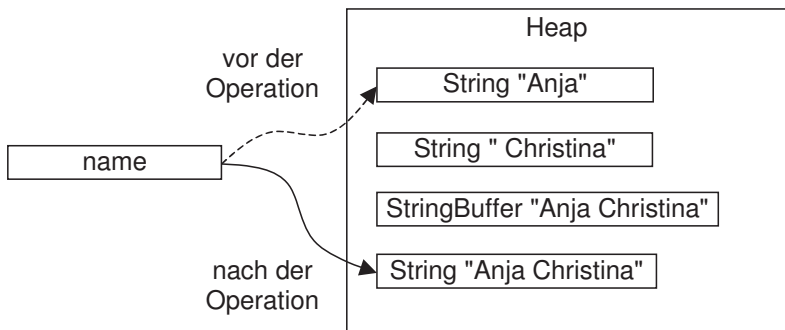 Heap
vor der
Operation
String "Anja"
String " Christina"
name
StringBuffer "Anja Christina"
nach der
Operation
String "Anja Christina"